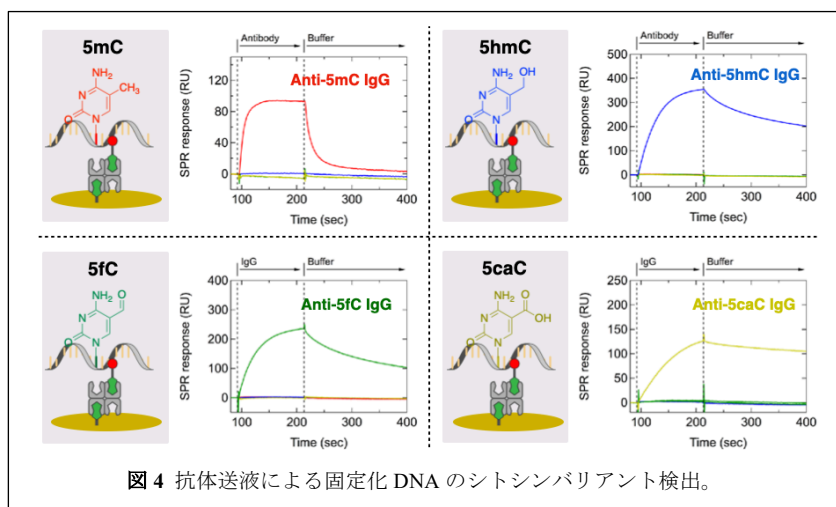 5mC
NH₂
CH₃
N
O
N
Antibody
Buffer
Anti-5mC IgG
SPR response (RU)
120
80
40
0
100
200
300
400
Time (sec)
5hmC
NH₂
OH
N
O
N
Antibody
Buffer
Anti-5hmC IgG
SPR response (RU)
500
400
300
200
100
0
100
200
300
400
Time (sec)
5fC
NH₂
O
N
O
N
IgG
Buffer
Anti-5fC IgG
SPR response (RU)
400
300
200
100
0
100
200
300
400
Time (sec)
5caC
NH₂
O
OH
N
O
N
IgG
Buffer
Anti-5caC IgG
SPR response (RU)
250
200
150
100
50
0
100
200
300
400
Time (sec)
図 4 抗体送液による固定化 DNA のシトシンバリアント検出。